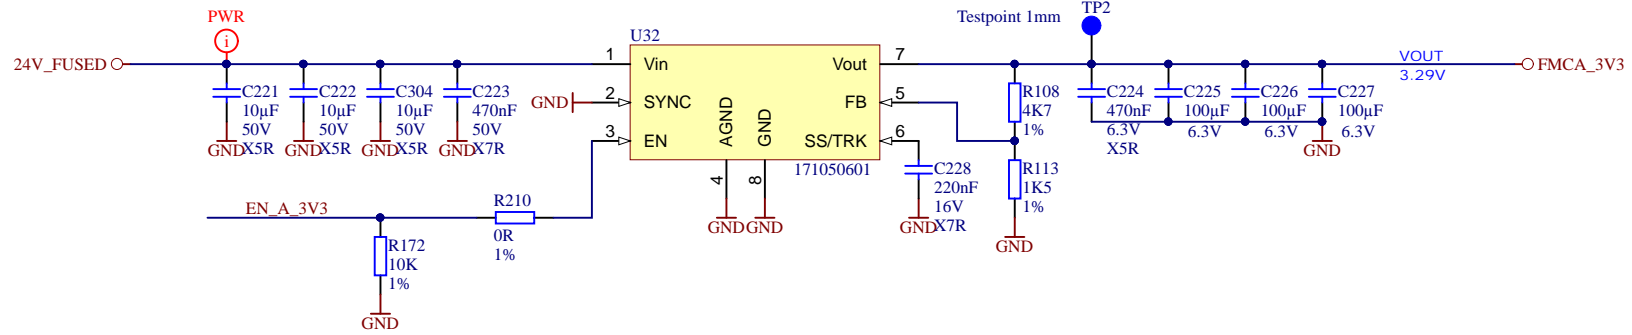 PWR
Testpoint 1mm
TP2
U32
24V_FUSED
1
Vin
Vout
7
VOUT
3.29V
FMCA_3V3
C221
10µF
50V
X5R
GND
C222
10µF
50V
X5R
GND
C304
10µF
50V
X5R
GND
C223
470nF
50V
X7R
GND
GND
2
SYNC
3
EN
AGND
GND
FB
5
SS/TRK
6
171050601
4
8
GND
GND
C228
220nF
16V
X7R
GND
R108
4K7
1%
R113
1K5
1%
GND
C224
470nF
6.3V
X5R
C225
100µF
6.3V
C226
100µF
6.3V
C227
100µF
6.3V
GND
EN_A_3V3
R210
0R
1%
R172
10K
1%
GND
i